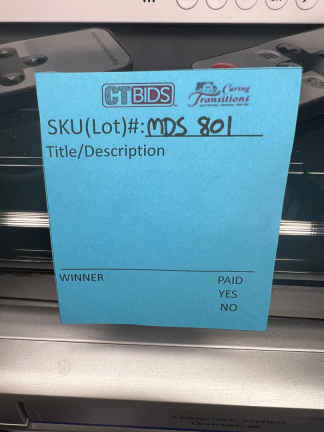 CTBIDS Caring Transitions
SKU(Lot)#: MDS 801
Title/Description
WINNER PAID
YES
NO